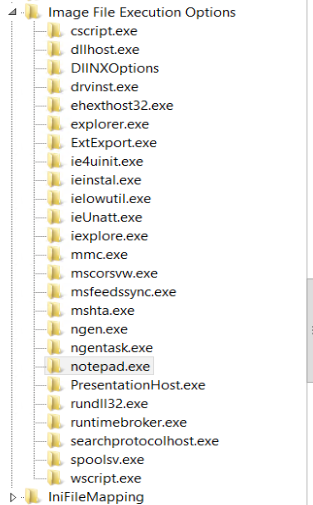 Image File Execution Options
cscript.exe
dllhost.exe
DllNXOptions
drvinst.exe
ehexthost32.exe
explorer.exe
ExtExport.exe
ie4uinit.exe
ieinstal.exe
ielowutil.exe
ieUnatt.exe
iexplore.exe
mmc.exe
mscorsvw.exe
msfeedssync.exe
mshta.exe
ngen.exe
ngentask.exe
notepad.exe
PresentationHost.exe
rundll32.exe
runtimebroker.exe
searchprotocolhost.exe
spoolsv.exe
wscript.exe
IniFileMapping